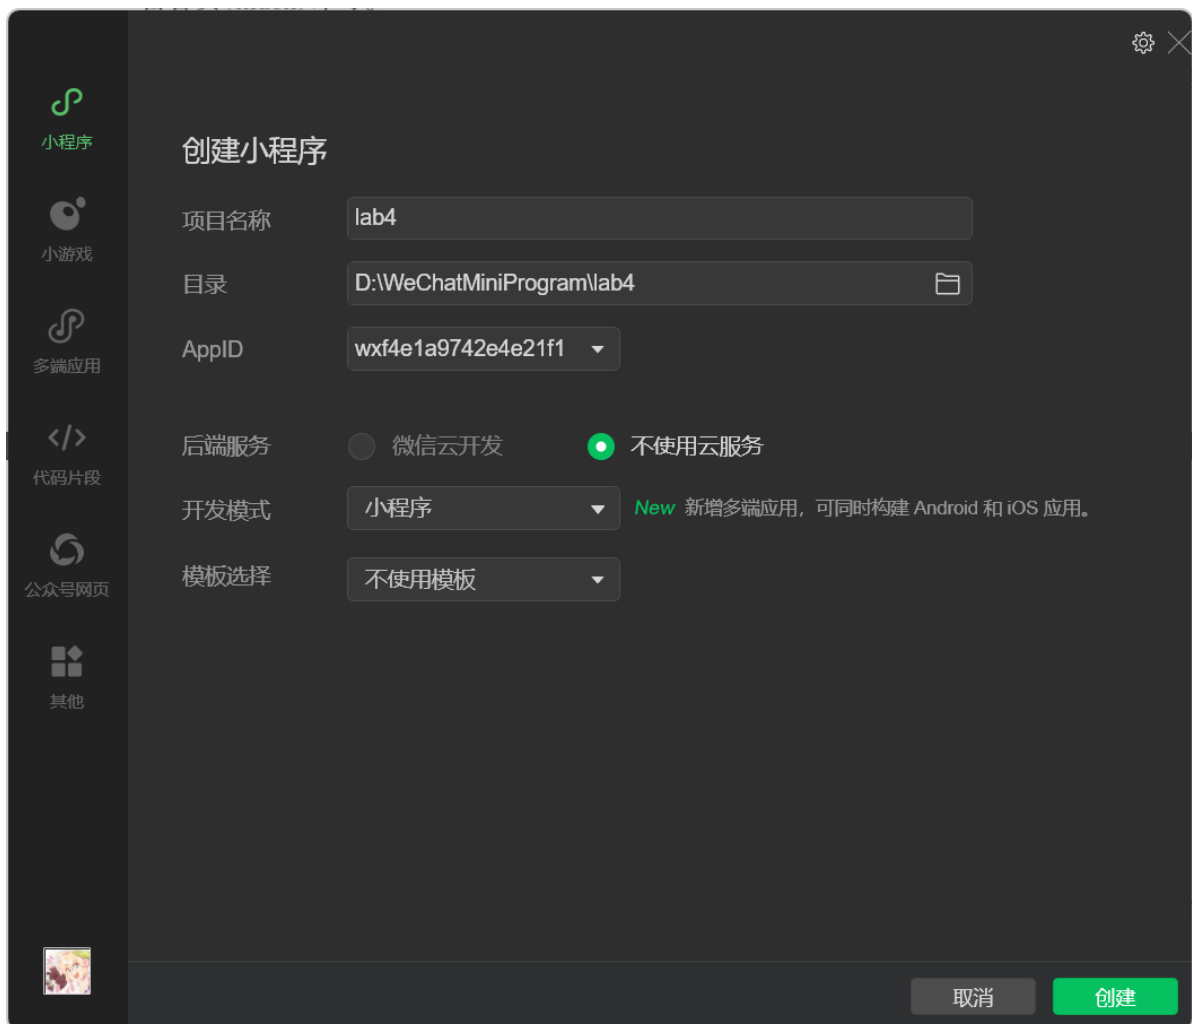 小程序
小游戏
多端应用
代码片段
公众号网页
其他
创建小程序
项目名称 lab4
目录 D:\WeChatMiniProgram\lab4
AppID wxf4e1a9742e4e21f1
后端服务 微信云开发 不使用云服务
开发模式 小程序 New 新增多端应用，可同时构建 Android 和 iOS 应用。
模板选择 不使用模板
取消 创建